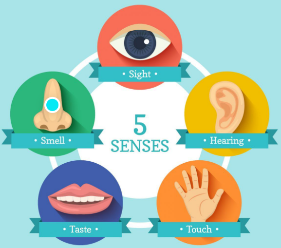 • Sight •
• Smell •
5
SENSES
• Hearing •
• Taste •
• Touch •